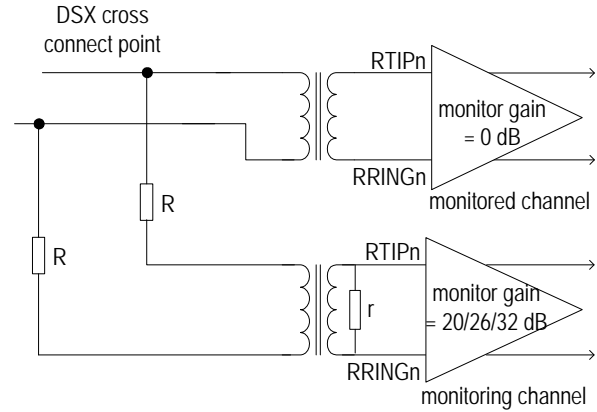 DSX cross
connect point
RTIPn
monitor gain
= 0 dB
RRINGn
monitored channel
R
R
RTIPn
monitor gain
= 20/26/32 dB
r
RRINGn
monitoring channel